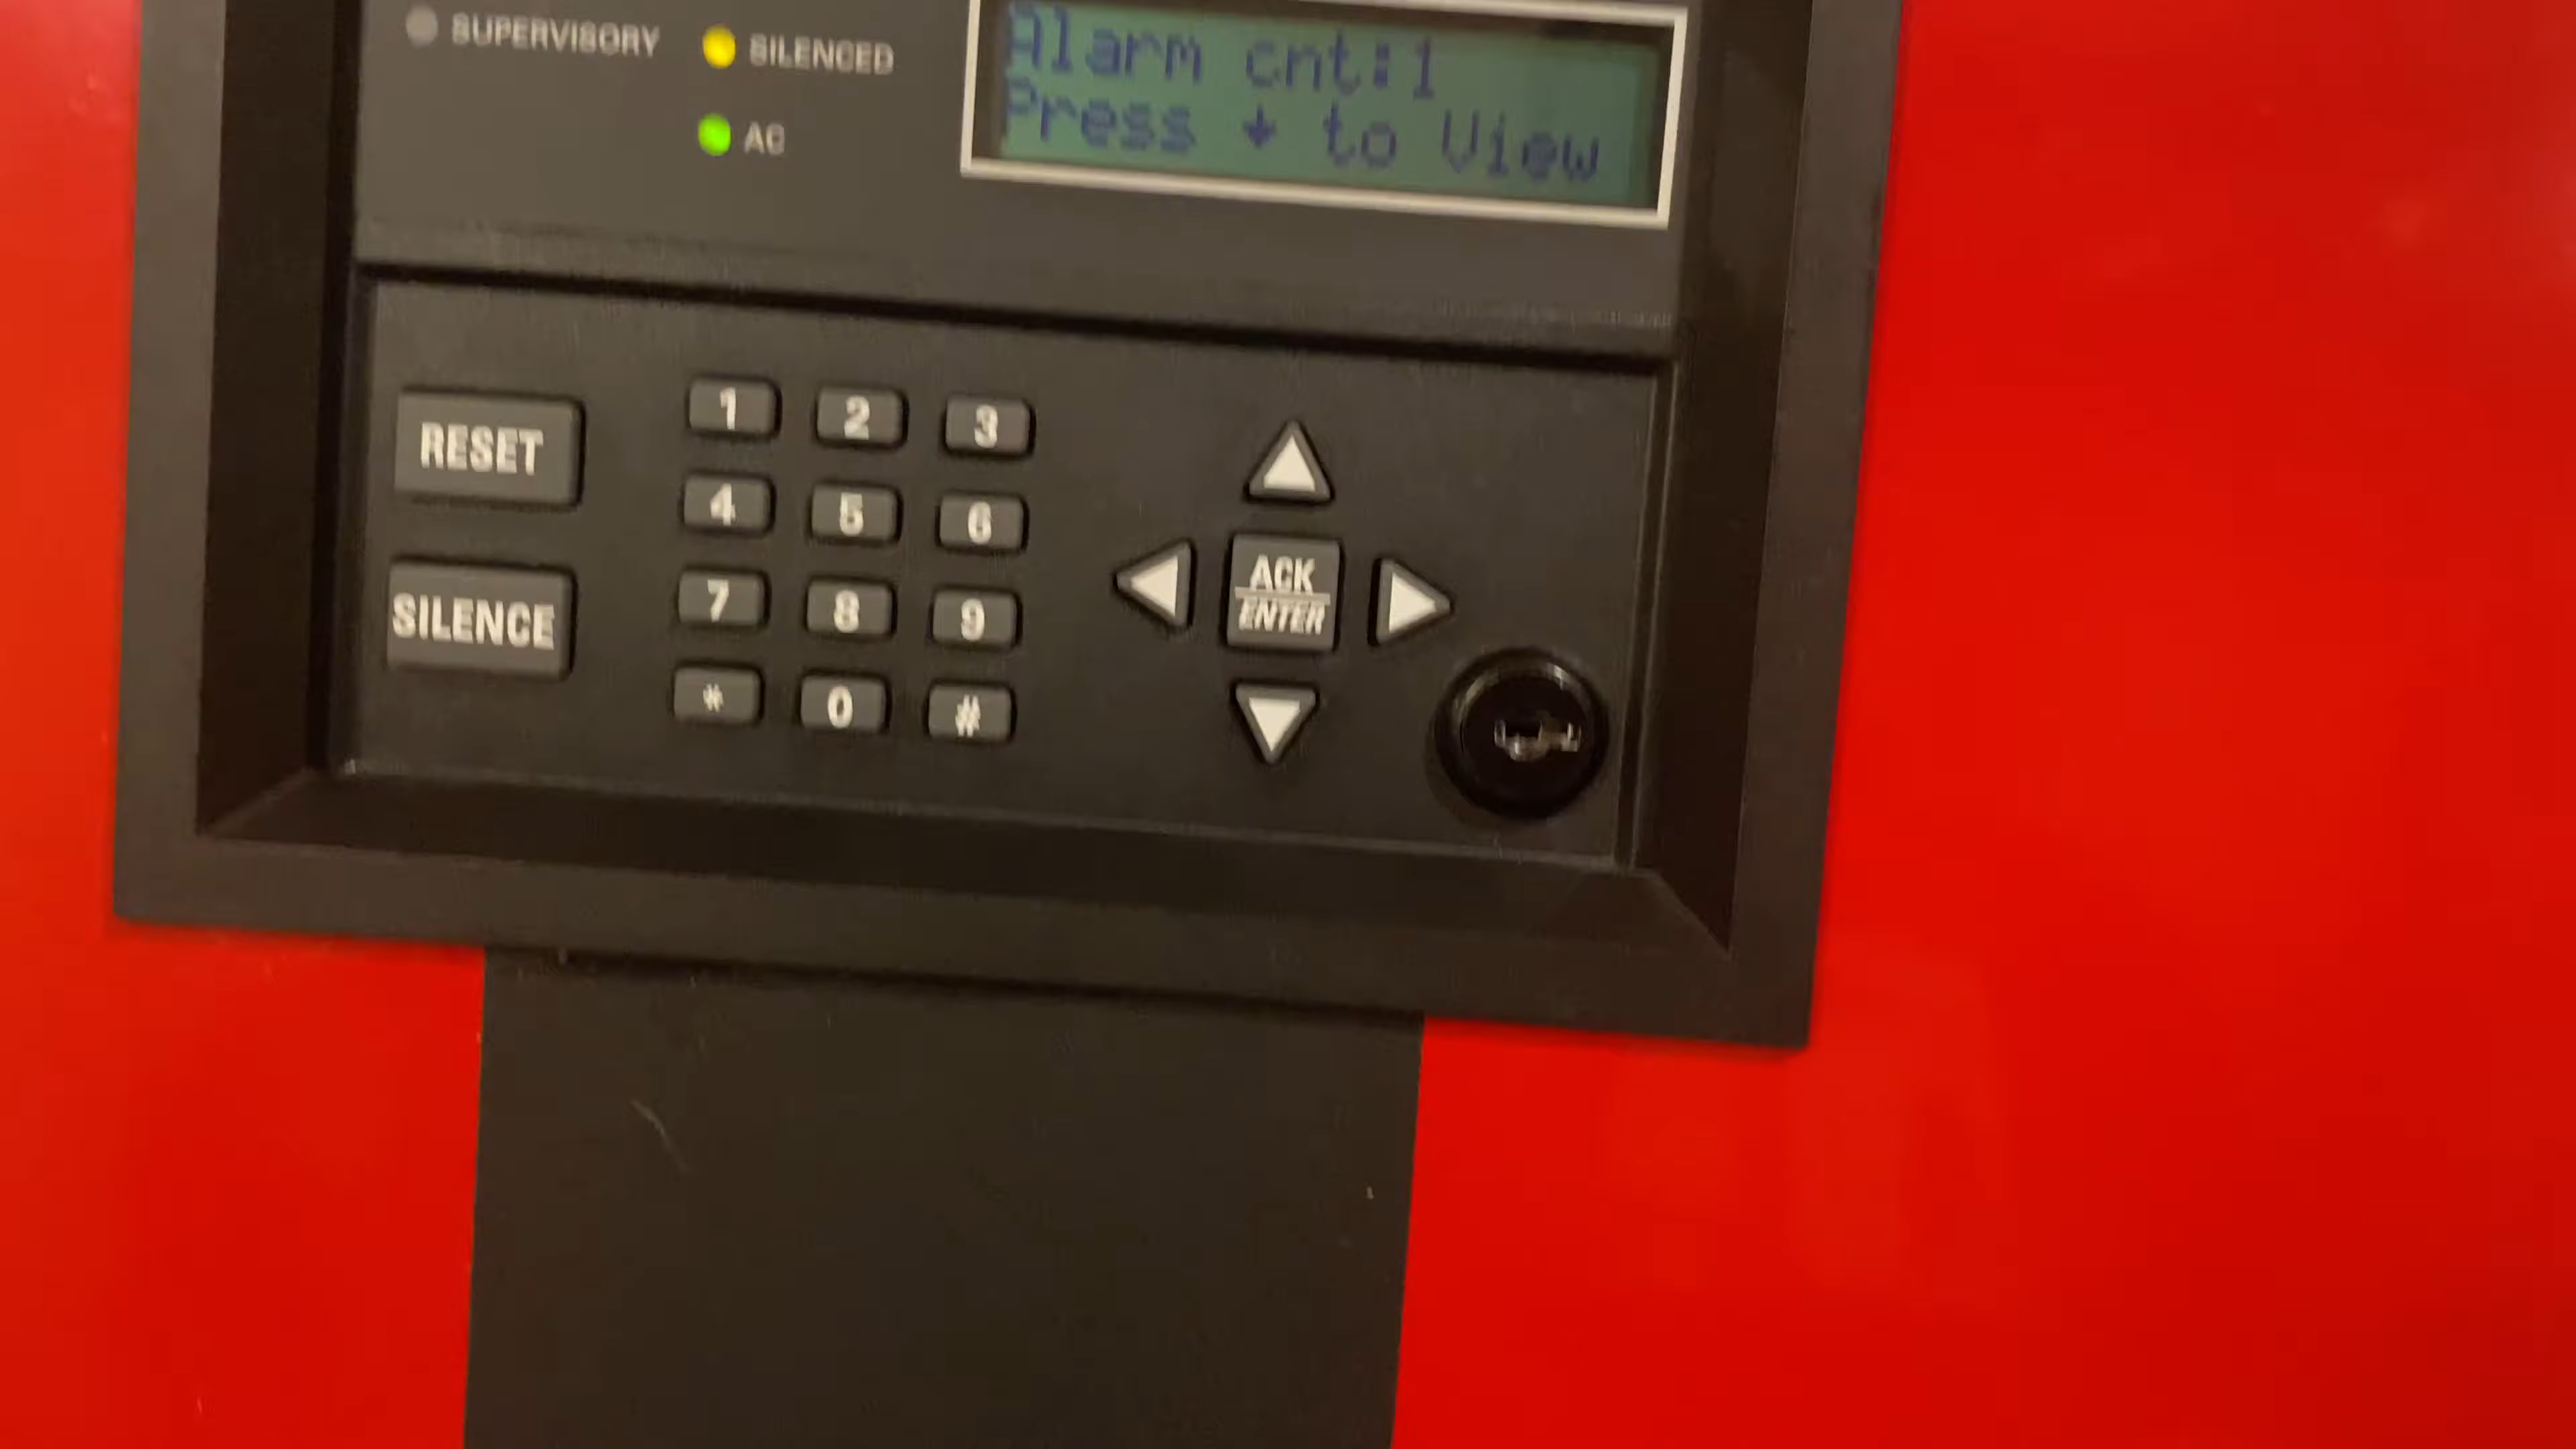 SUPERVISORY
SILENCED
AC
Alarm cnt:1
Press ↓ to View
RESET
SILENCE
1 2 3
4 5 6
7 8 9
* 0 #
ACK
ENTER